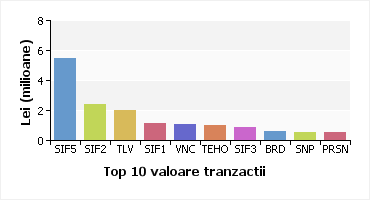 8
6
4
2
0
Lei (milioane)
SIF5 SIF2 TLV SIF1 VNC TEHO SIF3 BRD SNP PRSN
Top 10 valoare tranzactii